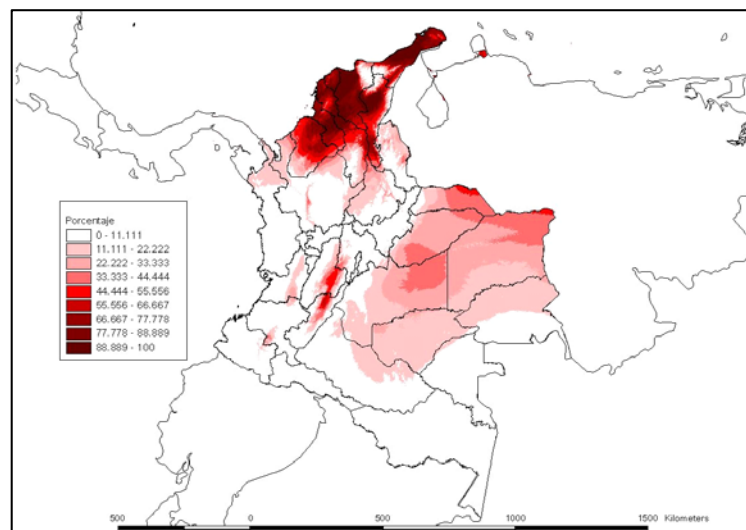 Porcentaje
0 - 11.111
11.111 - 22.222
22.222 - 33.333
33.333 - 44.444
44.444 - 55.556
55.556 - 66.667
66.667 - 77.778
77.778 - 88.889
88.889 - 100
500 0 500 1000 1500 Kilometers